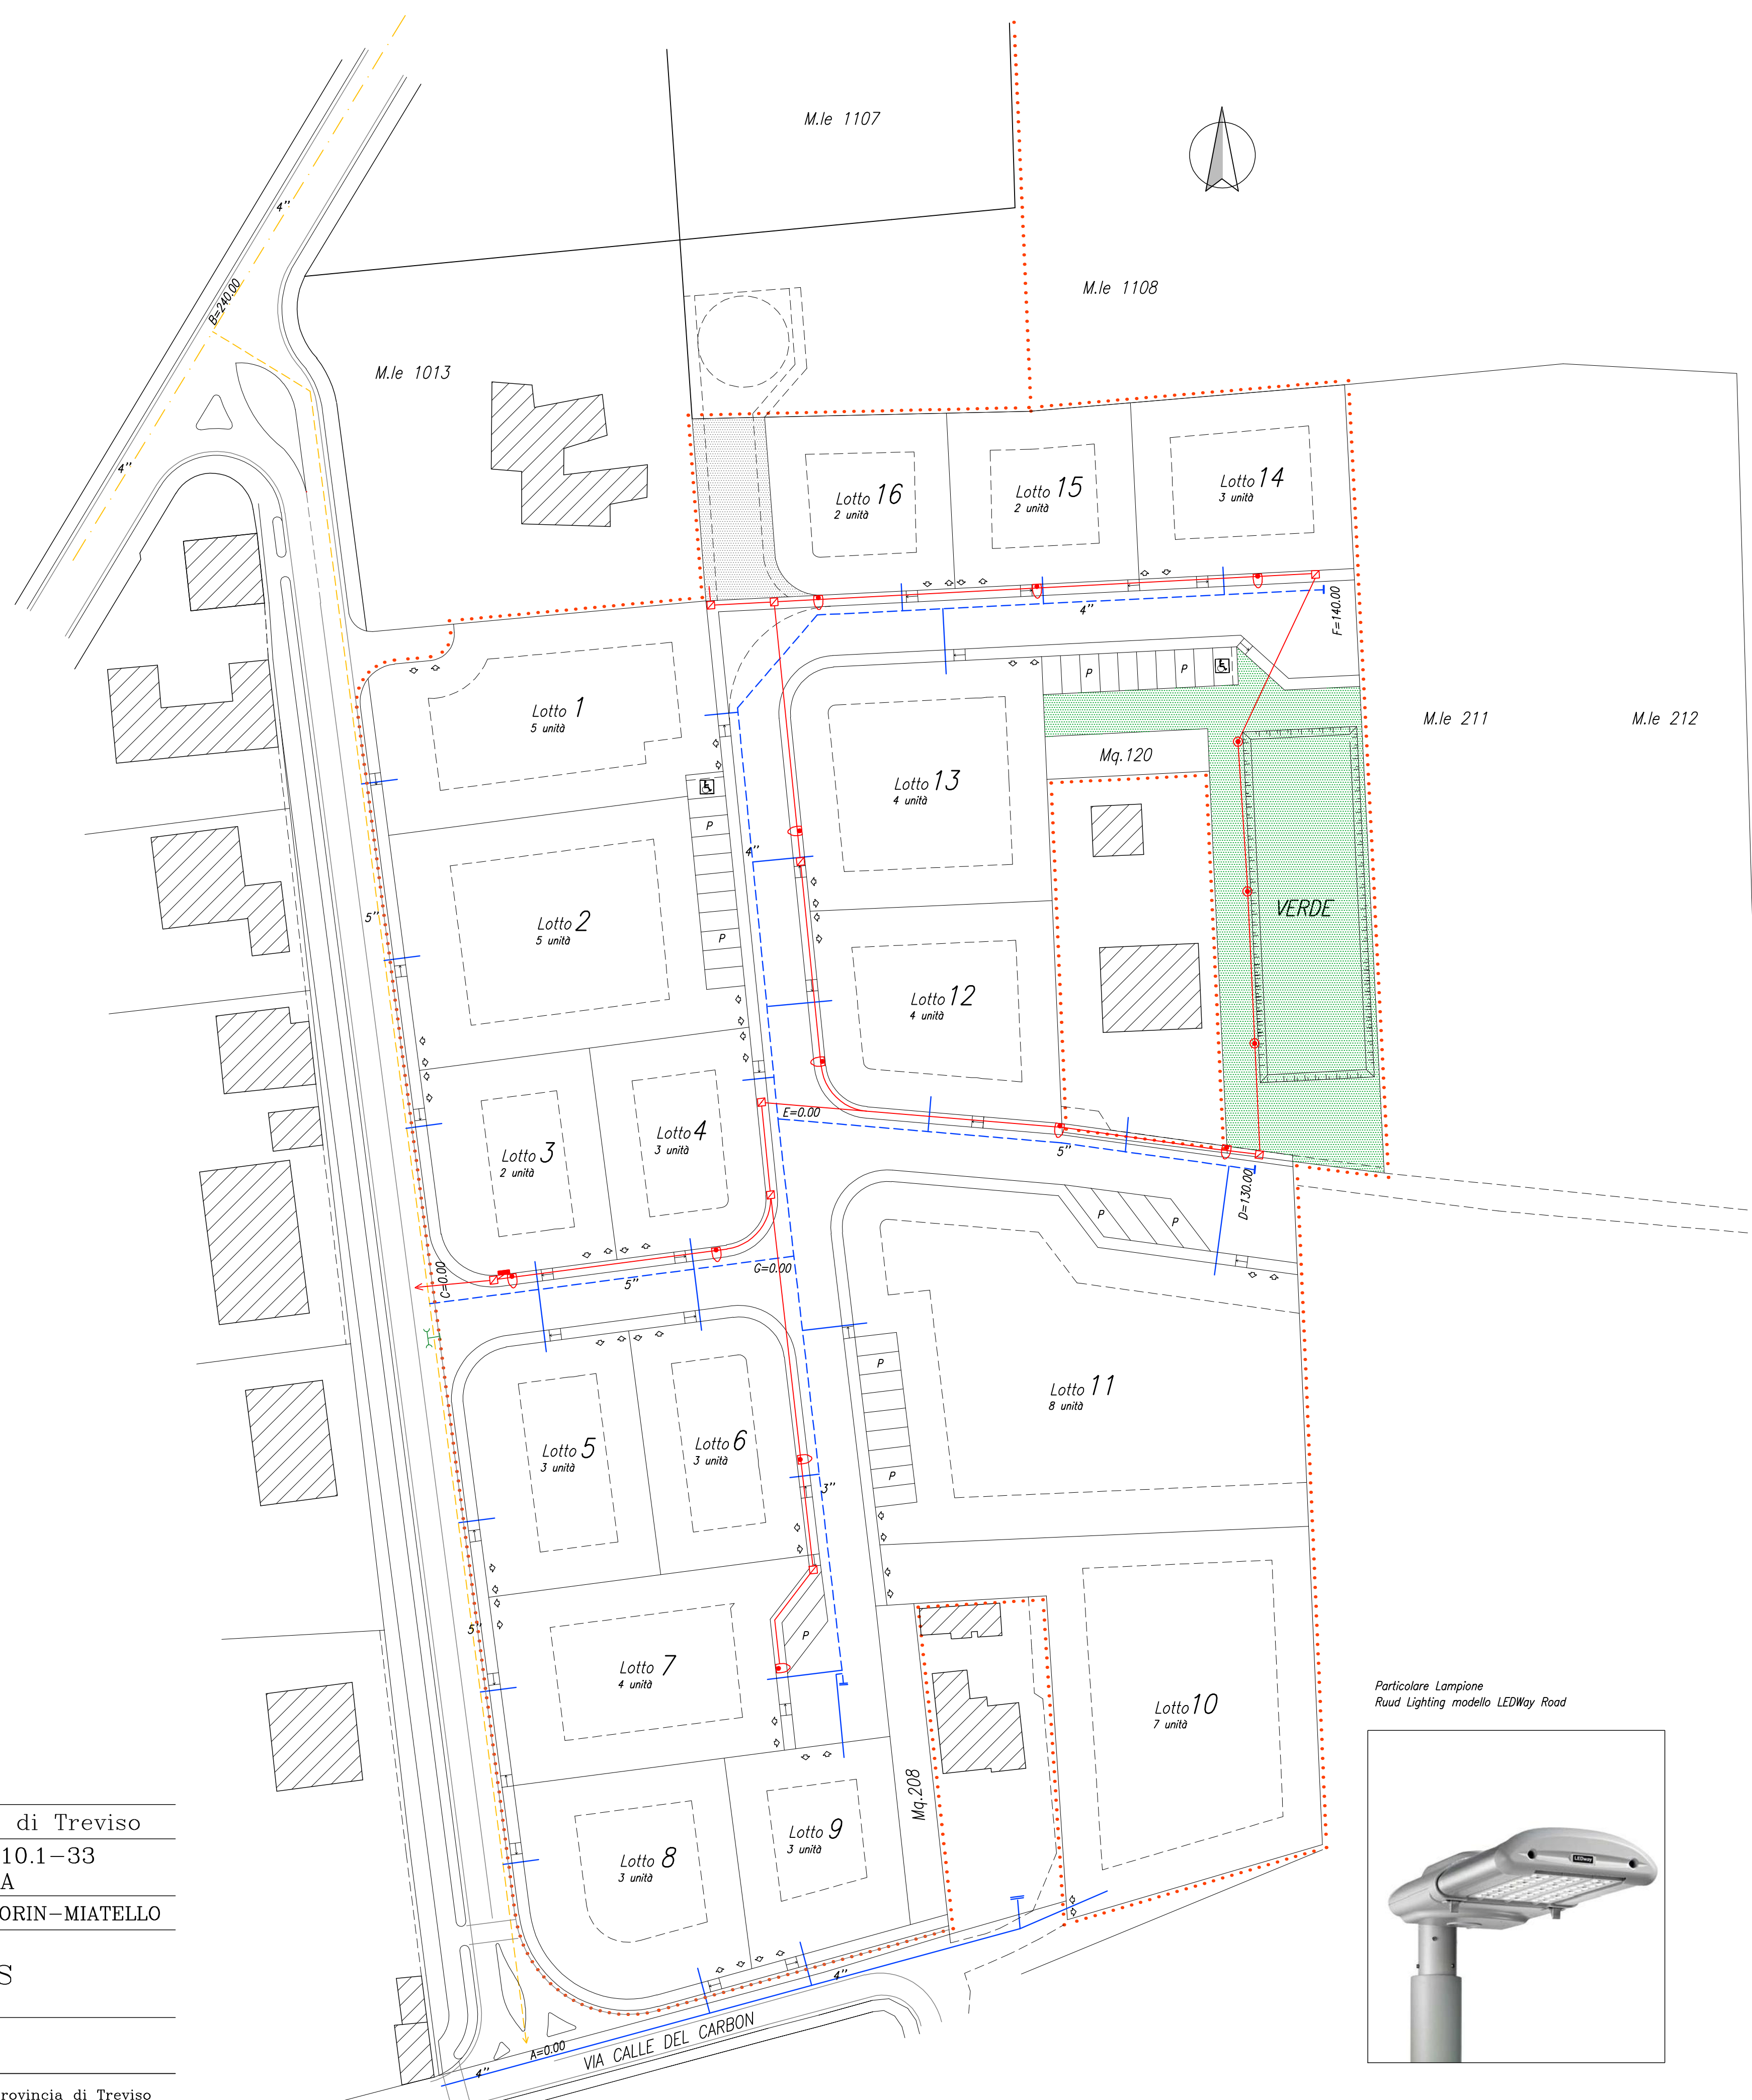 M.le 1107
4"
B=240.00
M.le 1108
M.le 1013
4"
Lotto 16
2 unità
Lotto 15
2 unità
Lotto 14
3 unità
4"
F=140.00
P
P
Lotto 1
5 unità
M.le 211
M.le 212
Mq.120
Lotto 13
4 unità
P
4"
5"
Lotto 2
5 unità
P
VERDE
Lotto 12
4 unità
E=0.00
Lotto 3
2 unità
Lotto 4
3 unità
5"
D=130.00
P
P
C=0.00
5"
G=0.00
P
Lotto 11
8 unità
Lotto 5
3 unità
Lotto 6
3 unità
P
3"
5"
P
Lotto 7
4 unità
Lotto 10
7 unità
Particolare Lampione
Ruud Lighting modello LEDWay Road
Mq.208
Lotto 8
3 unità
Lotto 9
3 unità
LEDway
4"
VIA CALLE DEL CARBON
A=0.00
4"
di Treviso
10.1-33
A
ORIN-MIATELLO
S
rovincia di Treviso